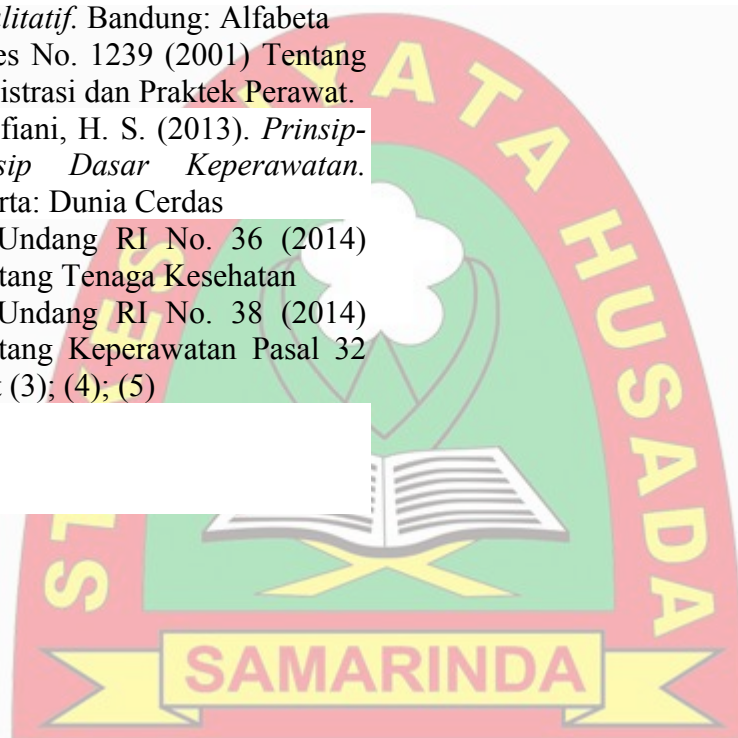 alitatif. Bandung: Alfabeta
es No. 1239 (2001) Tentang
istrasi dan Praktek Perawat.
fiani, H. S. (2013). Prinsip-
sip Dasar Keperawatan.
rta: Dunia Cerdas
Undang RI No. 36 (2014)
tang Tenaga Kesehatan
Undang RI No. 38 (2014)
tang Keperawatan Pasal 32
t (3); (4); (5)
HUSADA
SAMARINDA